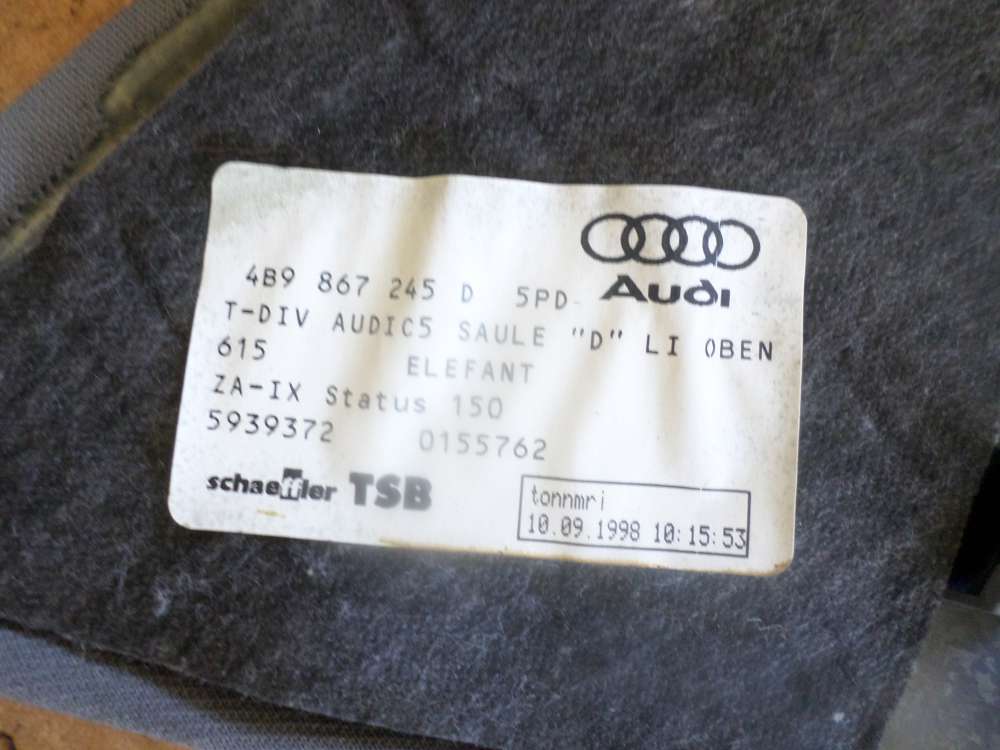 Audi
4B9 867 245 D 5PD
T-DIV AUDIC5 SAULE "D" LI OBEN
615 ELEFANT
ZA-IX Status 150
5939372 0155762
schaeffler TSB
tonnmri
10.09.1998 10:15:53